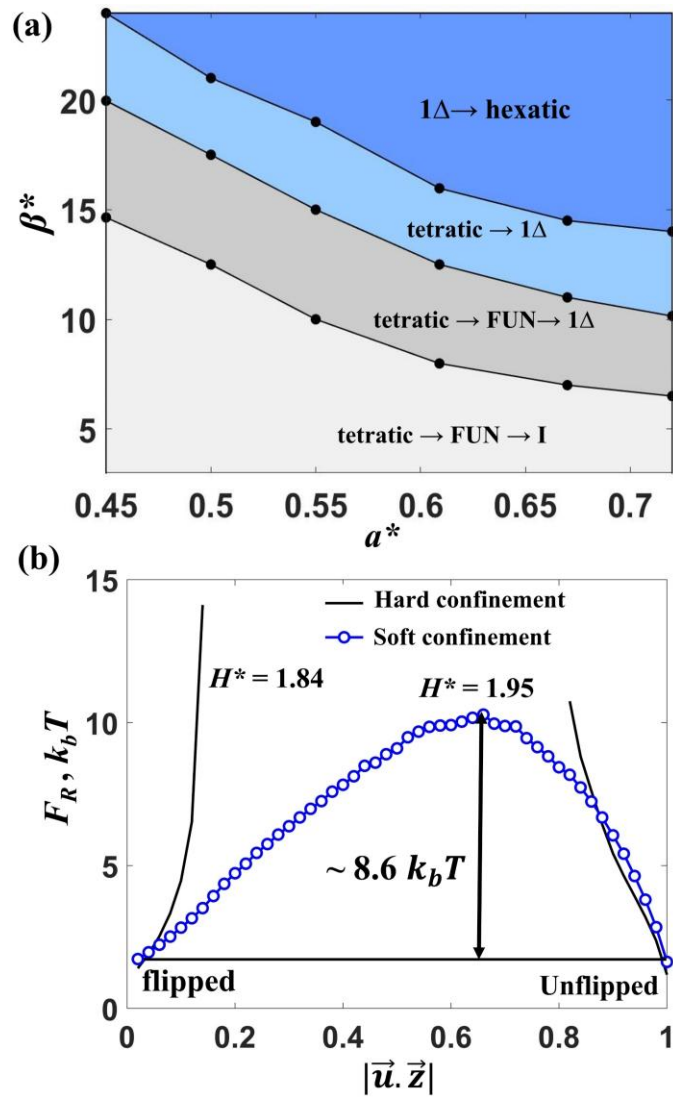 (a)
1Δ→ hexatic
20
tetratic → 1Δ
β*
15
tetratic → FUN→ 1Δ
10
tetratic → FUN → I
5
0.45 0.5 0.55 0.6 0.65 0.7
a*
(b)
15
Hard confinement
Soft confinement
H* = 1.84
H* = 1.95
10
F_R , k_bT
~ 8.6 k_bT
5
flipped
Unflipped
0
0 0.2 0.4 0.6 0.8 1
|u⃗. z⃗|